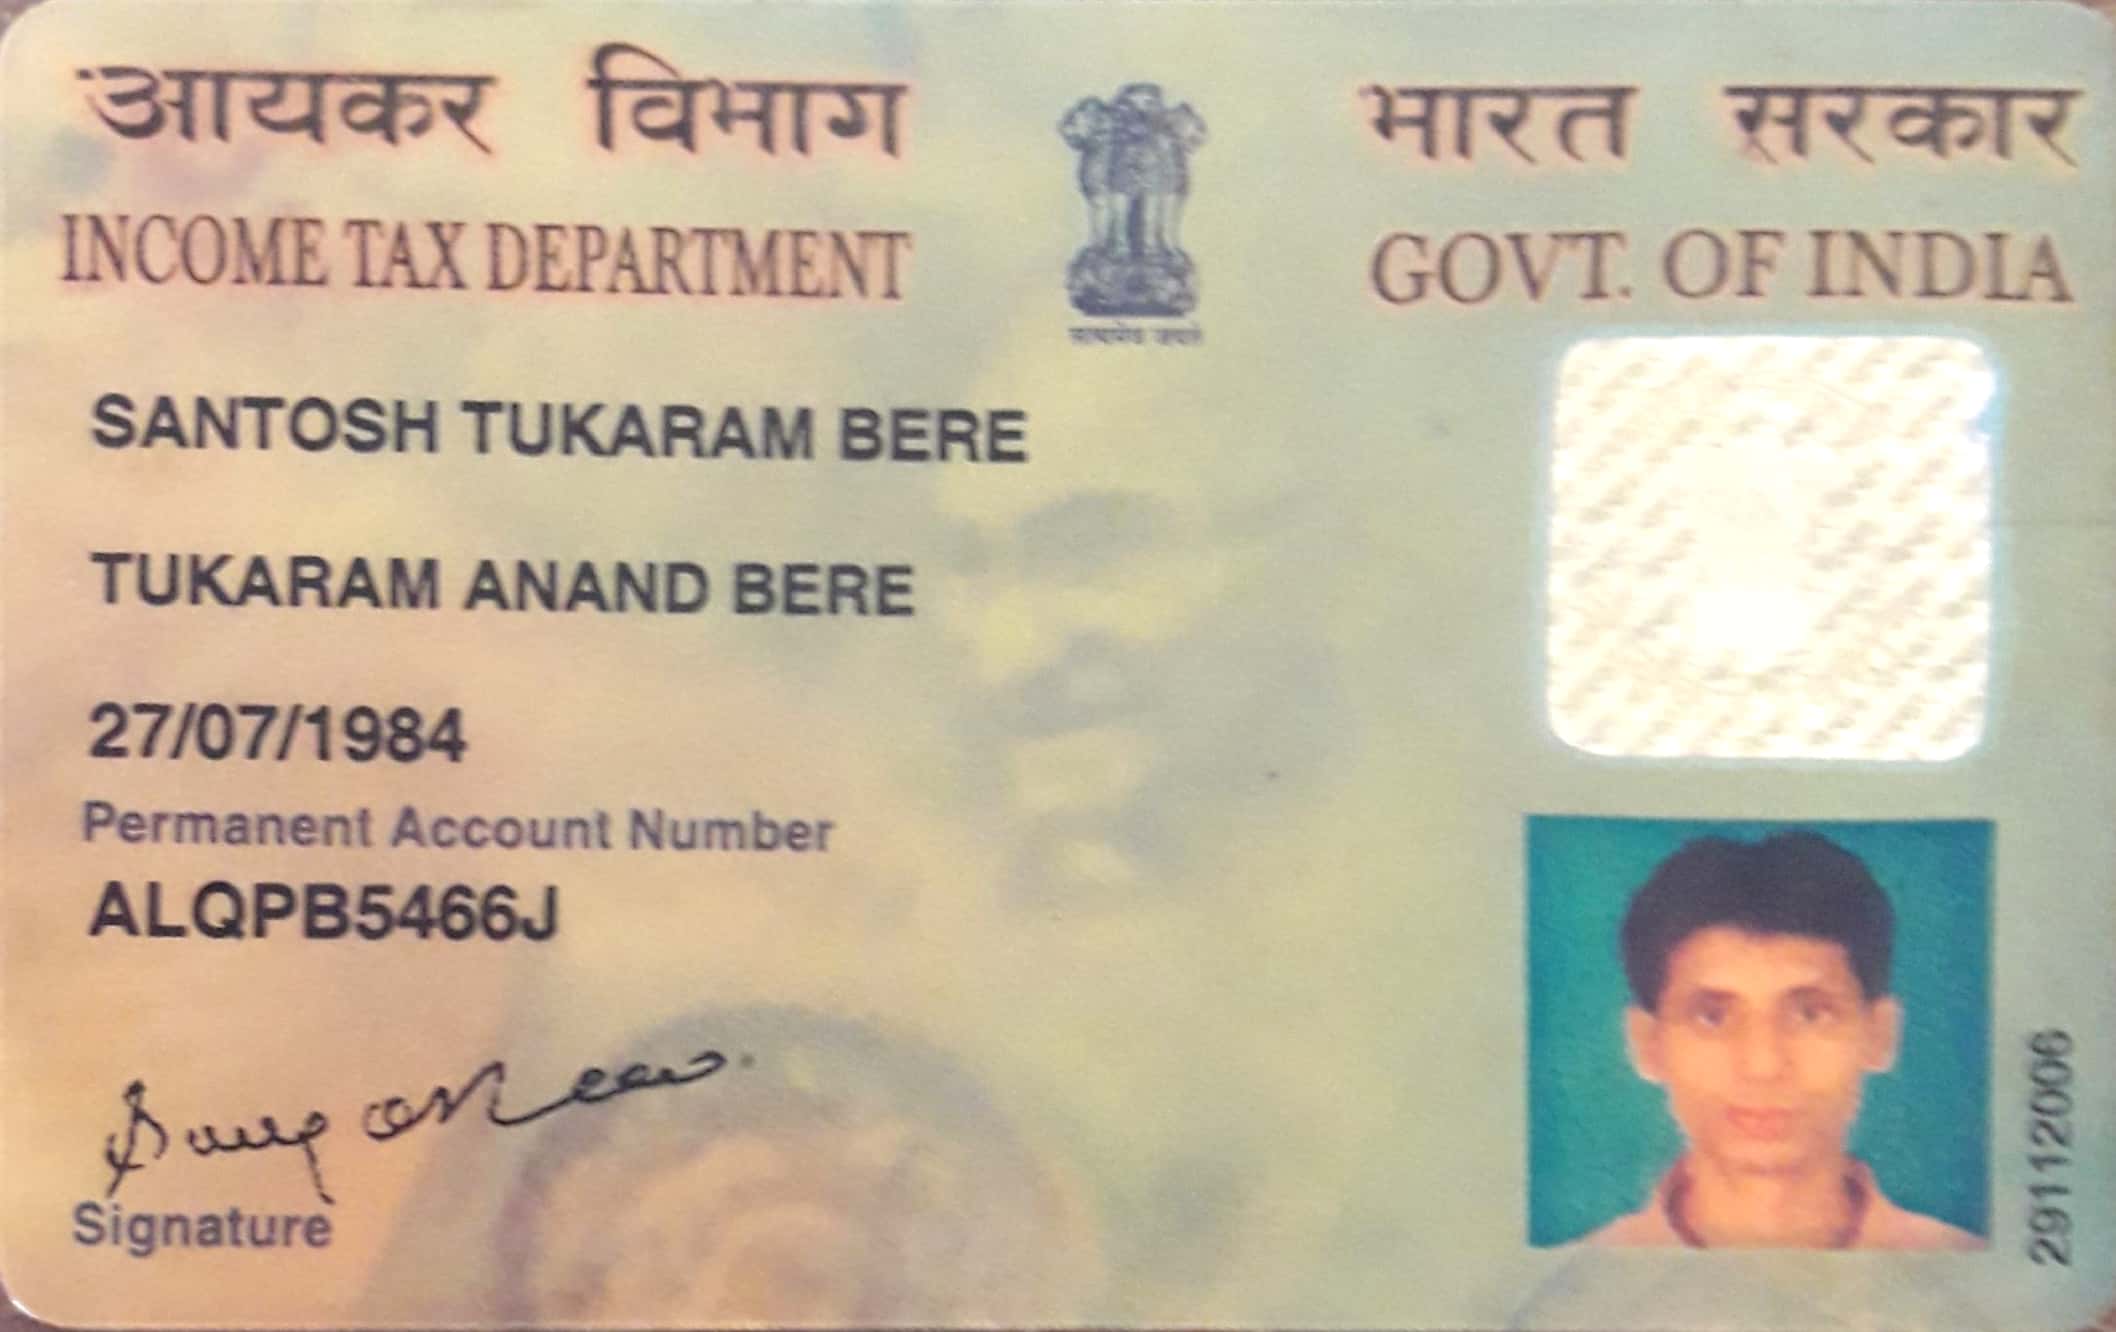 आयकर विभाग
INCOME TAX DEPARTMENT
सत्यमेव जयते
भारत सरकार
GOVT. OF INDIA
SANTOSH TUKARAM BERE
TUKARAM ANAND BERE
27/07/1984
Permanent Account Number
ALQPB5466J
Signature
29112006